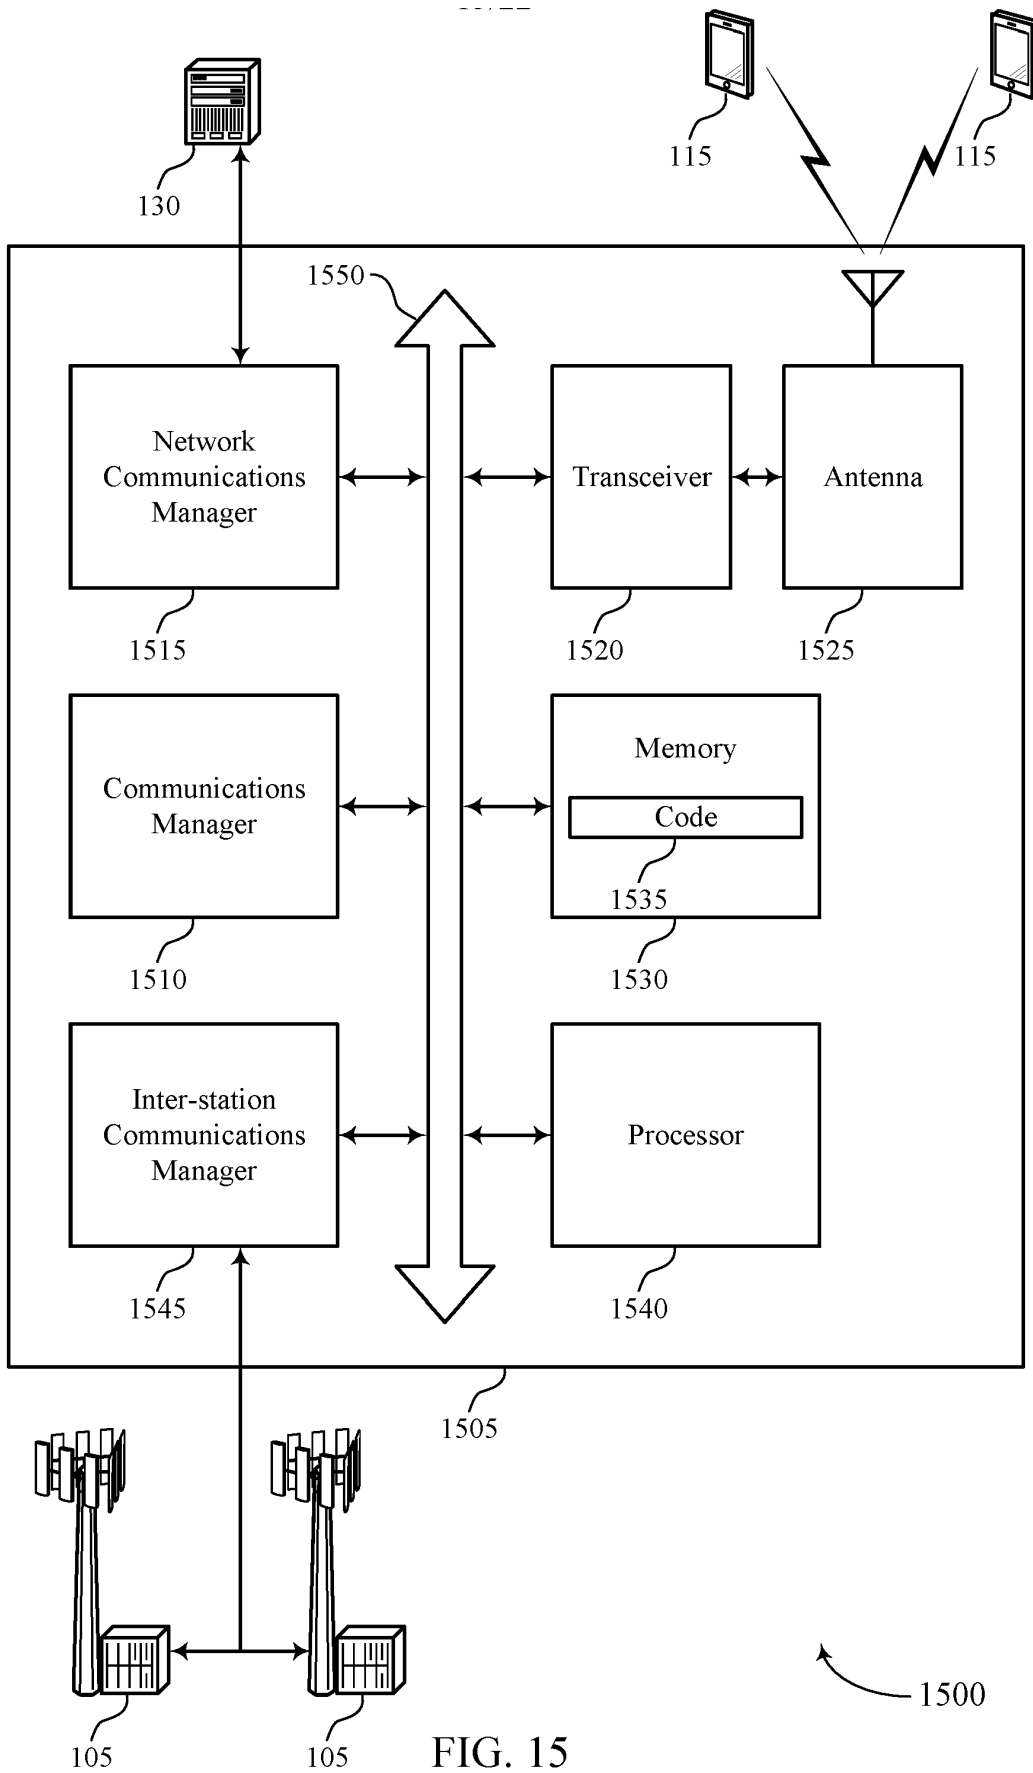 130
115
115
1550
Network
Communications
Manager
1515
Transceiver
1520
Antenna
1525
Communications
Manager
1510
Memory
Code
1535
1530
Inter-station
Communications
Manager
1545
Processor
1540
1505
105
105
1500
FIG. 15